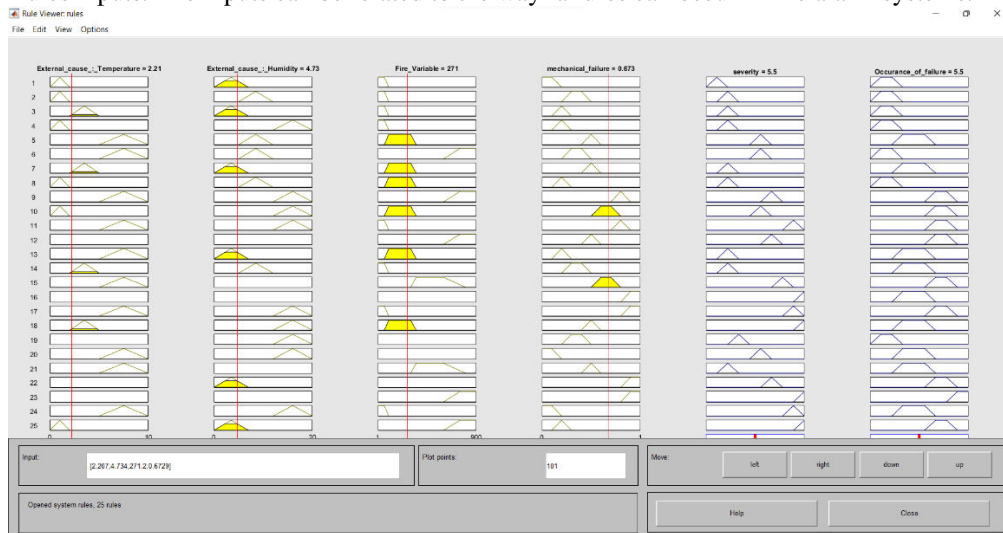 Rule Viewer: rules
File Edit View Options
External_cause_:_Temperature = 2.21
External_cause_:_Humidity = 4.73
Fire_Variable = 271
mechanical_failure = 0.673
severity = 5.5
Occurance_of_failure = 5.5
1
2
3
4
5
6
7
8
9
10
11
12
13
14
15
16
17
18
19
20
21
22
23
24
25
0 10
0 20
1 900
0 1
Input:
[2.207,4.734,271.2,0.6729]
Plot points:
101
Move:
left
right
down
up
Opened system rules, 25 rules
Help
Close